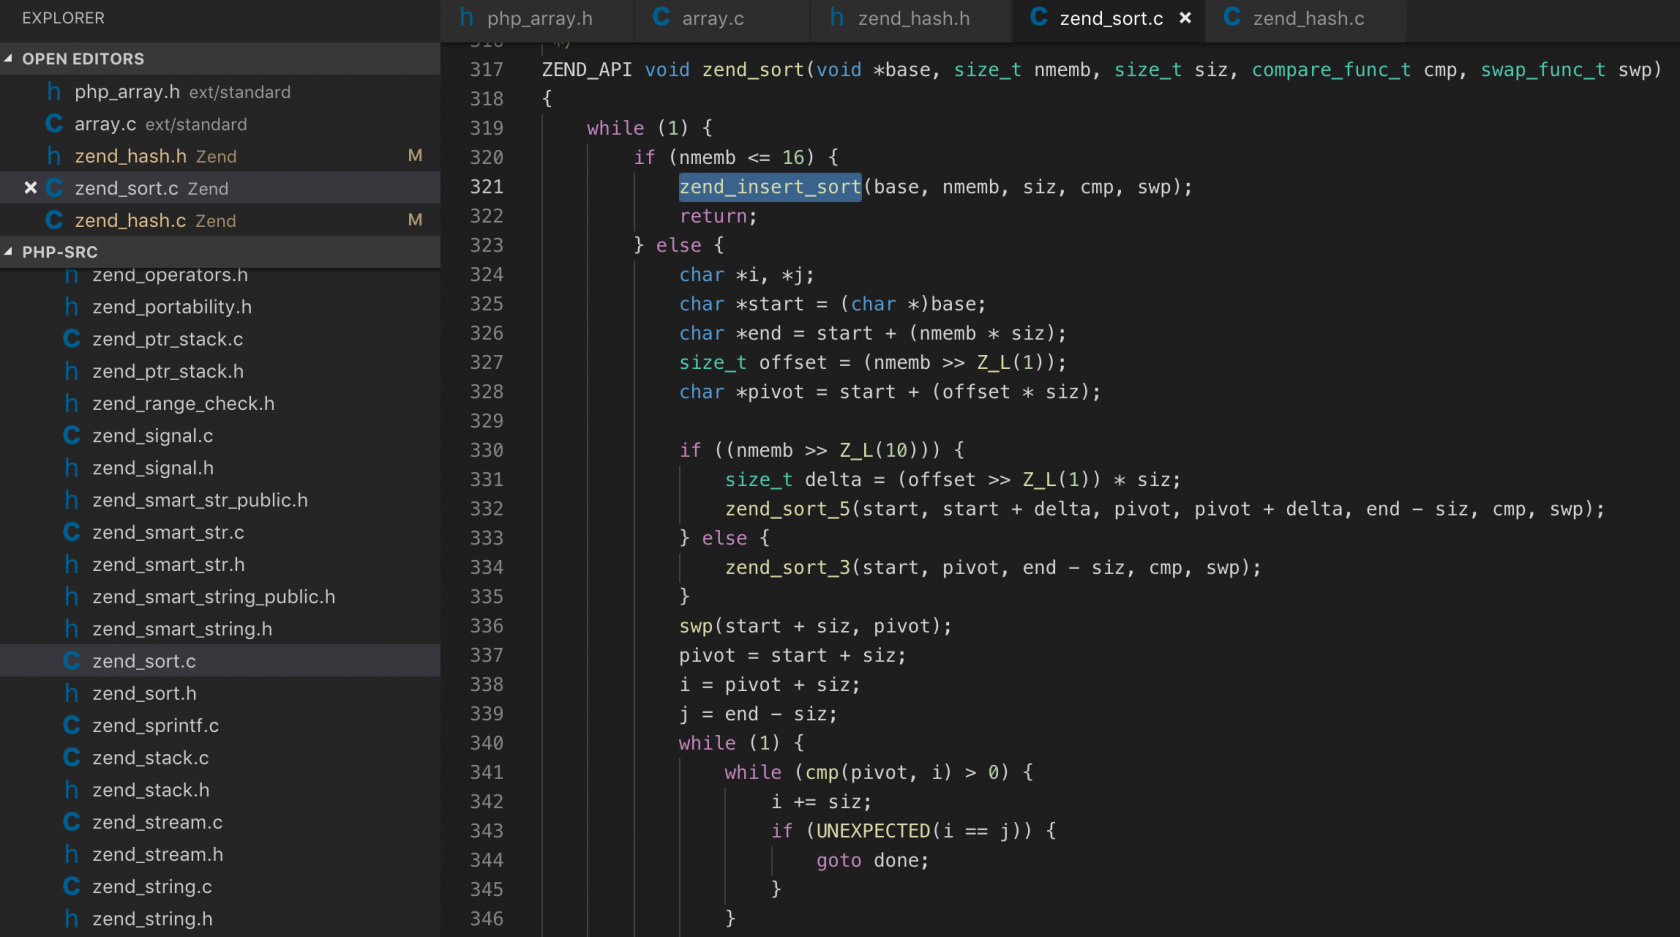 EXPLORER
OPEN EDITORS
h php_array.h ext/standard
C array.c ext/standard
h zend_hash.h Zend M
× C zend_sort.c Zend
C zend_hash.c Zend M
PHP-SRC
h zend_operators.h
h zend_portability.h
C zend_ptr_stack.c
h zend_ptr_stack.h
h zend_range_check.h
C zend_signal.c
h zend_signal.h
h zend_smart_str_public.h
C zend_smart_str.c
h zend_smart_str.h
h zend_smart_string_public.h
h zend_smart_string.h
C zend_sort.c
h zend_sort.h
C zend_sprintf.c
C zend_stack.c
h zend_stack.h
C zend_stream.c
h zend_stream.h
C zend_string.c
h zend_string.h
h php_array.h C array.c h zend_hash.h C zend_sort.c × C zend_hash.c
316 */
317 ZEND_API void zend_sort(void *base, size_t nmemb, size_t siz, compare_func_t cmp, swap_func_t swp)
318 {
319 while (1) {
320 if (nmemb <= 16) {
321 zend_insert_sort(base, nmemb, siz, cmp, swp);
322 return;
323 } else {
324 char *i, *j;
325 char *start = (char *)base;
326 char *end = start + (nmemb * siz);
327 size_t offset = (nmemb >> Z_L(1));
328 char *pivot = start + (offset * siz);
329
330 if ((nmemb >> Z_L(10))) {
331 size_t delta = (offset >> Z_L(1)) * siz;
332 zend_sort_5(start, start + delta, pivot, pivot + delta, end - siz, cmp, swp);
333 } else {
334 zend_sort_3(start, pivot, end - siz, cmp, swp);
335 }
336 swp(start + siz, pivot);
337 pivot = start + siz;
338 i = pivot + siz;
339 j = end - siz;
340 while (1) {
341 while (cmp(pivot, i) > 0) {
342 i += siz;
343 if (UNEXPECTED(i == j)) {
344 goto done;
345 }
346 }